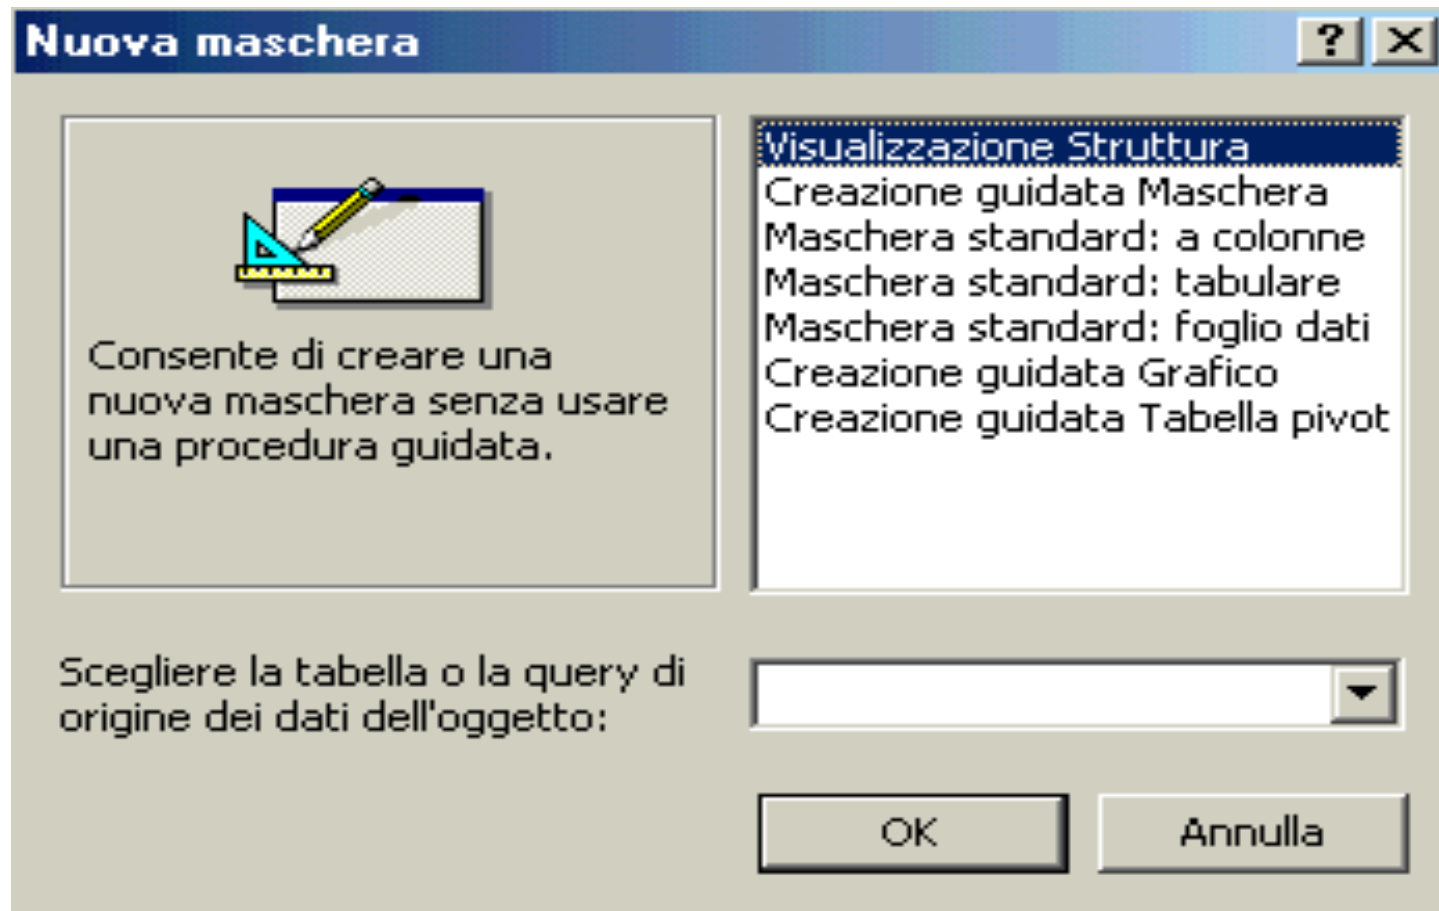 Nuova maschera
Consente di creare una
nuova maschera senza usare
una procedura guidata.
Visualizzazione Struttura
Creazione guidata Maschera
Maschera standard: a colonne
Maschera standard: tabulare
Maschera standard: foglio dati
Creazione guidata Grafico
Creazione guidata Tabella pivot
Scegliere la tabella o la query di
origine dei dati dell'oggetto:
OK
Annulla